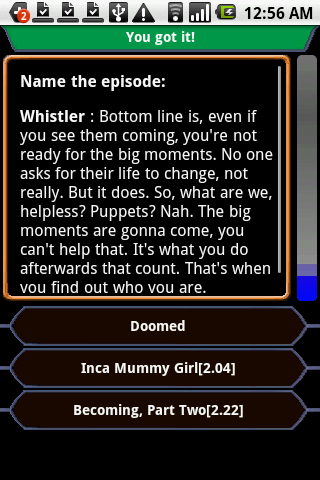 2
12:56 AM
You got it!
Name the episode:
Whistler : Bottom line is, even if
you see them coming, you're not
ready for the big moments. No one
asks for their life to change, not
really. But it does. So, what are we,
helpless? Puppets? Nah. The big
moments are gonna come, you
can't help that. It's what you do
afterwards that count. That's when
you find out who you are.
Doomed
Inca Mummy Girl[2.04]
Becoming, Part Two[2.22]